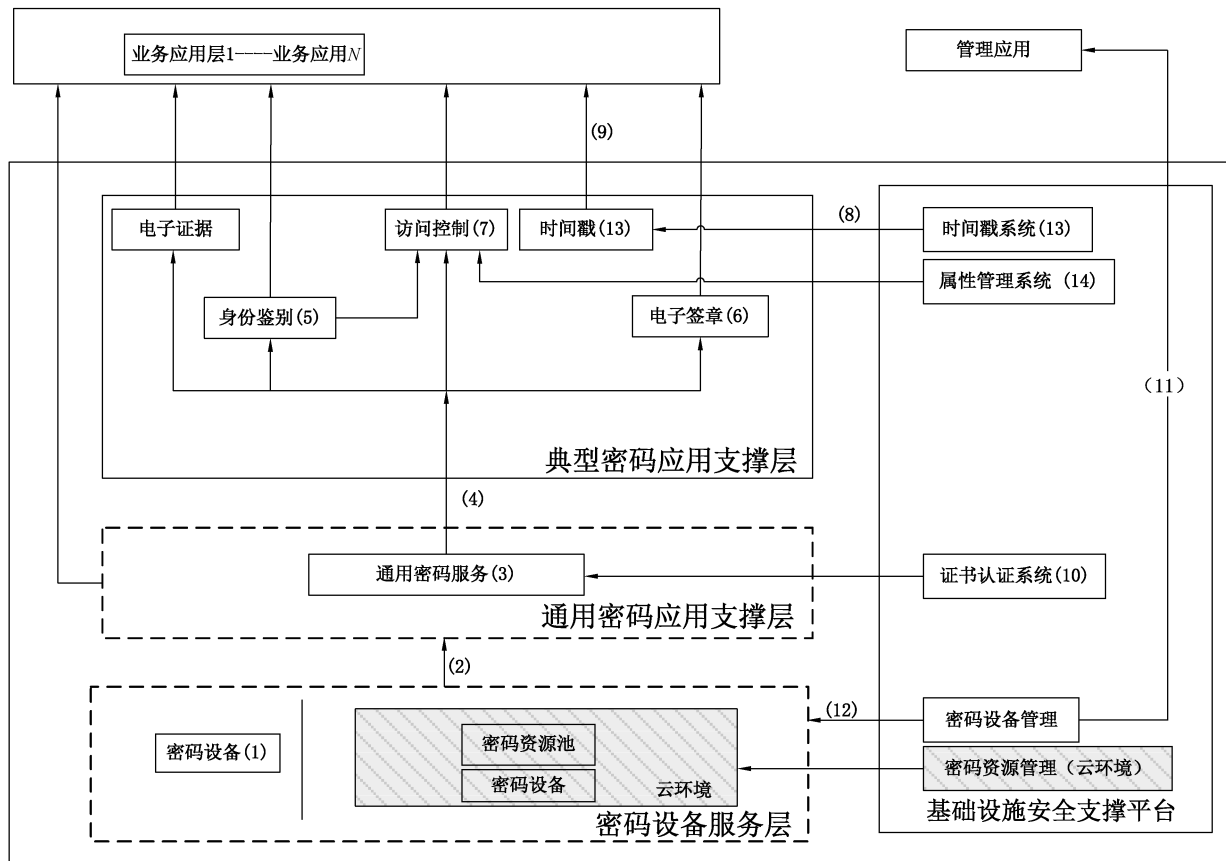 业务应用层1----业务应用N
管理应用
(9)
电子证据
访问控制(7)
时间戳(13)
(8)
时间戳系统(13)
属性管理系统 (14)
身份鉴别(5)
电子签章(6)
(11)
典型密码应用支撑层
(4)
通用密码服务(3)
证书认证系统(10)
通用密码应用支撑层
(2)
(12)
密码设备管理
密码设备(1)
密码资源池
密码资源管理（云环境）
密码设备
云环境
基础设施安全支撑平台
密码设备服务层